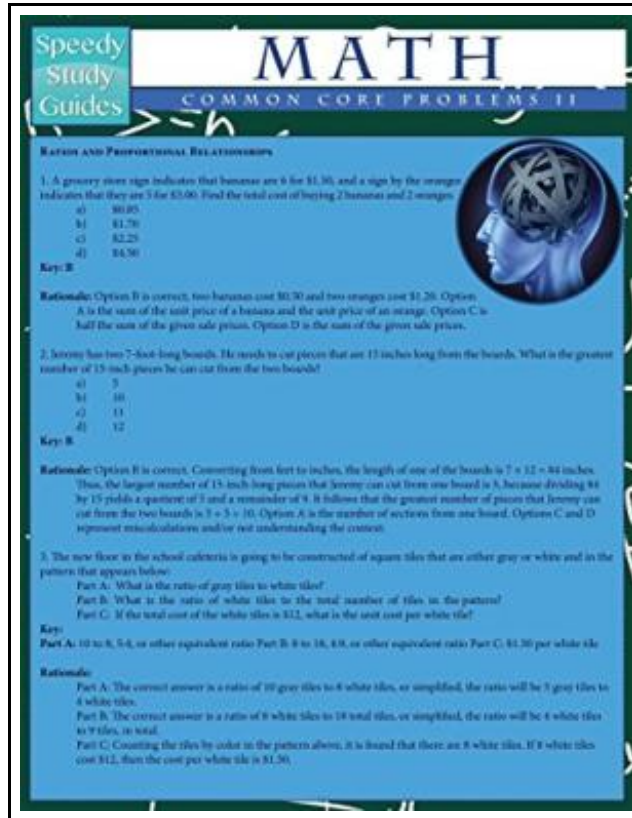 Speedy
Study
Guides
MATH
COMMON CORE PROBLEMS II
RATION AND PROPORTIONAL RELATIONSHIPS
1. A grocery store sign indicates that bananas are 6 for $1.50, and a sign by the oranges
indicates that they are 5 for $3.00. Find the total cost of buying 2 bananas and 2 oranges.
a) $0.85
b) $1.70
c) $2.25
d) $4.50
Key: B
Rationale: Option B is correct, two bananas cost $0.50 and two oranges cost $1.20. Option
A is the sum of the unit price of a banana and the unit price of an orange. Option C is
half the sum of the given sale prices. Option D is the sum of the given sale prices.
2. Jeremy has two 7-foot-long boards. He needs to cut pieces that are 15 inches long from the boards. What is the greatest
number of 15-inch pieces he can cut from the two boards?
a) 5
b) 10
c) 11
d) 12
Key: B
Rationale: Option B is correct. Converting from feet to inches, the length of one of the boards is 7 × 12 = 84 inches.
Thus, the largest number of 15-inch long pieces that Jeremy can cut from one board is 5, because dividing 84
by 15 yields a quotient of 5 and a remainder of 9. It follows that the greatest number of pieces that Jeremy can
cut from the two boards is 5 + 5 = 10. Option A is the number of sections from one board. Options C and D
represent miscalculations and/or not understanding the context.
3. The new floor in the school cafeteria is going to be constructed of square tiles that are either gray or white and in the
pattern that appears below:
Part A: What is the ratio of gray tiles to white tiles?
Part B: What is the ratio of white tiles to the total number of tiles in the pattern?
Part C: If the total cost of the white tiles is $12, what is the unit cost per white tile?
Key:
Part A: 10 to 8, 5:4, or other equivalent ratio Part B: 8 to 18, 4:9, or other equivalent ratio Part C: $1.50 per white tile
Rationale:
Part A: The correct answer is a ratio of 10 gray tiles to 8 white tiles, or simplified, the ratio will be 5 gray tiles to
4 white tiles.
Part B: The correct answer is a ratio of 8 white tiles to 18 total tiles, or simplified, the ratio will be 4 white tiles
to 9 tiles, in total.
Part C: Counting the tiles by color in the pattern above, it is found that there are 8 white tiles. If 8 white tiles
cost $12, then the cost per white tile is $1.50.